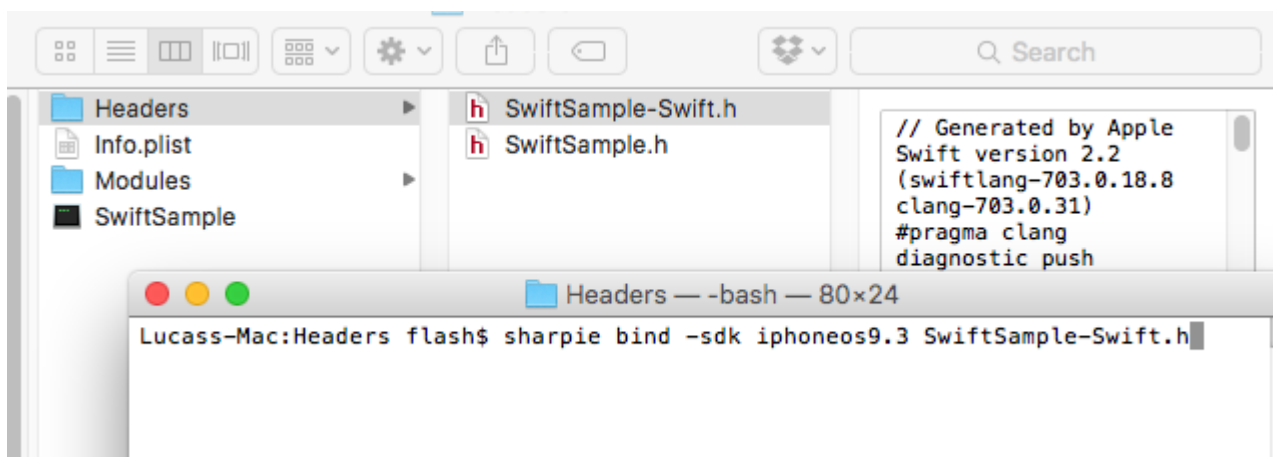 Search
Headers
Info.plist
Modules
SwiftSample
h SwiftSample-Swift.h
h SwiftSample.h
// Generated by Apple
Swift version 2.2
(swiftlang-703.0.18.8
clang-703.0.31)
#pragma clang
diagnostic push
Headers — -bash — 80×24
Lucass-Mac:Headers flash$ sharpie bind -sdk iphoneos9.3 SwiftSample-Swift.h